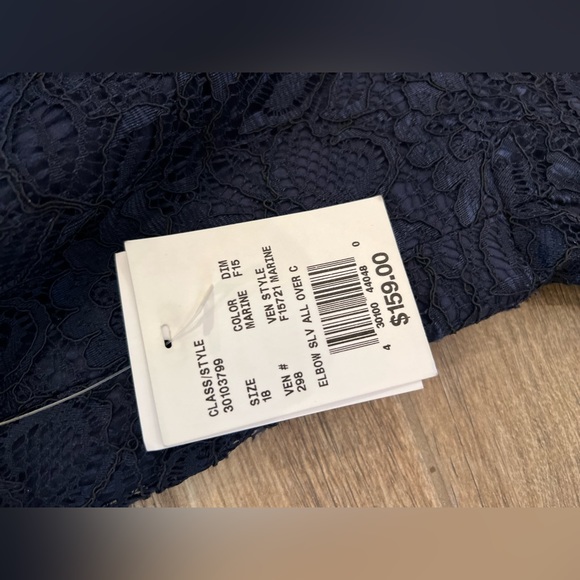 CLASS/STYLE COLOR DIM
30103799 MARINE F15
SIZE VEN STYLE
18 F15721 MARINE
VEN #
298
ELBOW SLV ALL OVER C
4 30100 44048 0
$159.00